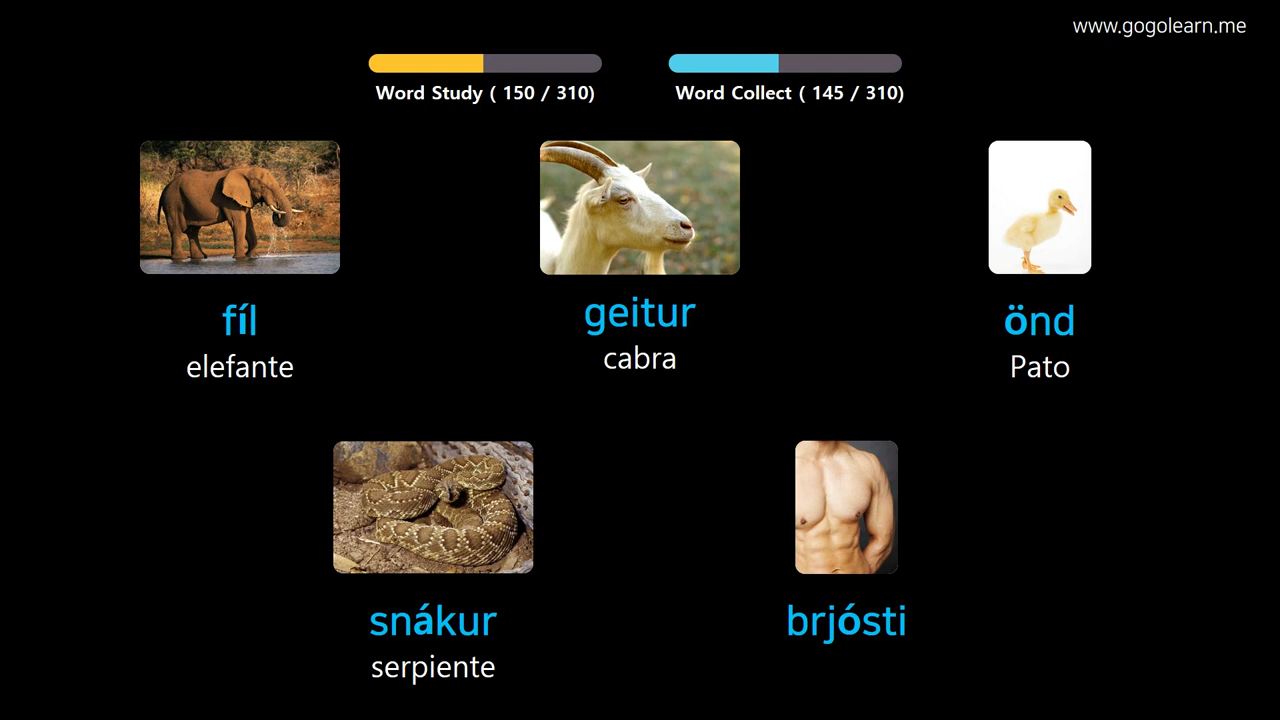 www.gogolearn.me
Word Study ( 150 / 310)
Word Collect ( 145 / 310)
fíl
elefante
geitur
cabra
önd
Pato
snákur
serpiente
brjósti